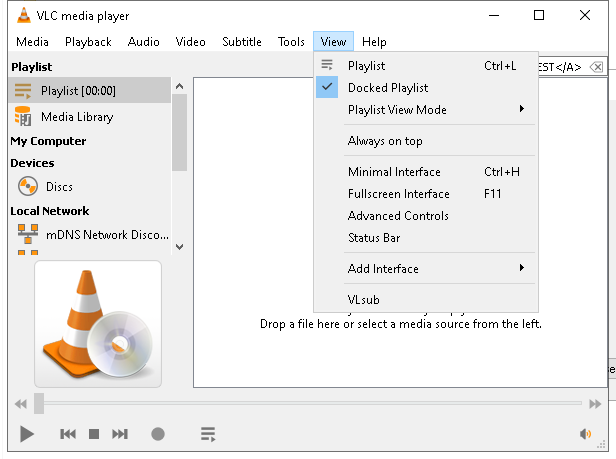 VLC media player
Media Playback Audio Video Subtitle Tools View Help
Playlist
Playlist [00:00]
Media Library
My Computer
Devices
Discs
Local Network
mDNS Network Disco...
Playlist Ctrl+L
Docked Playlist
Playlist View Mode
Always on top
Minimal Interface Ctrl+H
Fullscreen Interface F11
Advanced Controls
Status Bar
Add Interface
VLsub
EST</A>
Drop a file here or select a media source from the left.